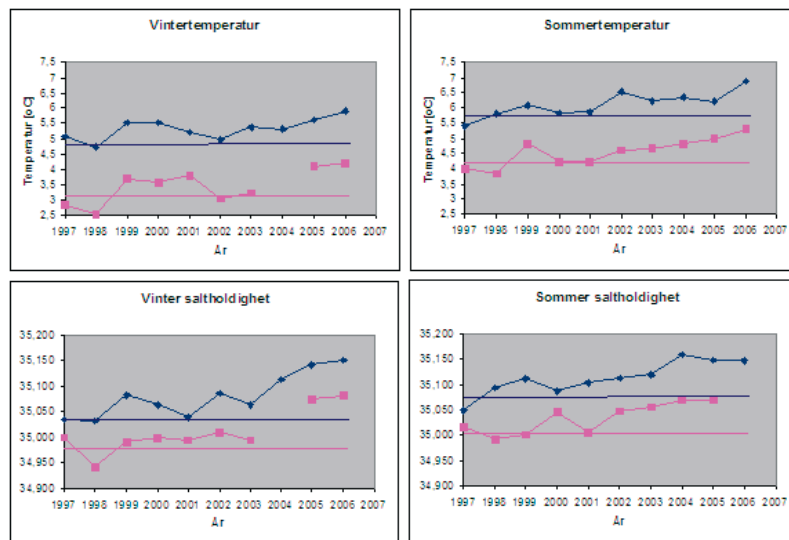 Vintertemperatur
Temperatur [oC]
7,5
7
6,5
6
5,5
5
4,5
4
3,5
3
2,5
1997 1998 1999 2000 2001 2002 2003 2004 2005 2006 2007
År
Sommertemperatur
Temperatur [oC]
7,5
7
6,5
6
5,5
5
4,5
4
3,5
3
2,5
1997 1998 1999 2000 2001 2002 2003 2004 2005 2006 2007
År
Vinter saltholdighet
35,200
35,150
35,100
35,050
35,000
34,950
34,900
1997 1998 1999 2000 2001 2002 2003 2004 2005 2006 2007
År
Sommer saltholdighet
35,200
35,150
35,100
35,050
35,000
34,950
34,900
1997 1998 1999 2000 2001 2002 2003 2004 2005 2006 2007
År